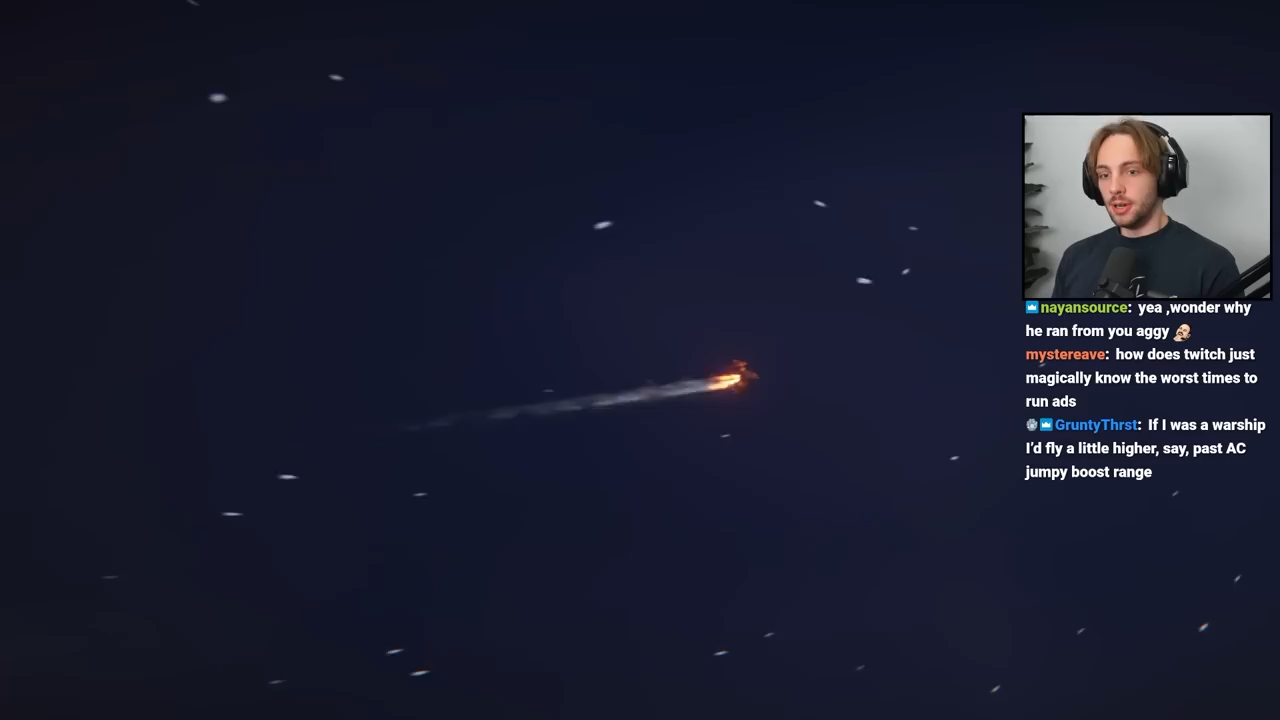 nayansource: yea ,wonder why
he ran from you aggy
mystereave: how does twitch just
magically know the worst times to
run ads
GruntyThrst: If I was a warship
I'd fly a little higher, say, past AC
jumpy boost range